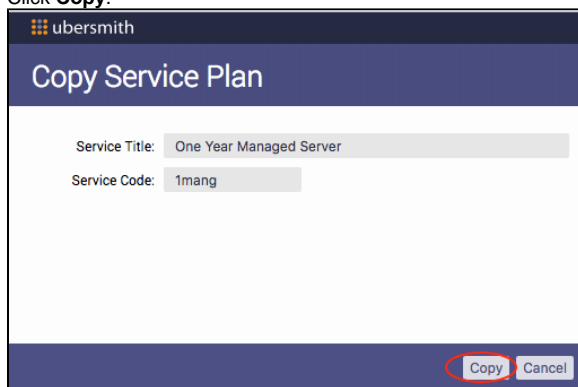 Click Copy.
ubersmith
Copy Service Plan
Service Title: One Year Managed Server
Service Code: 1mang
Copy Cancel